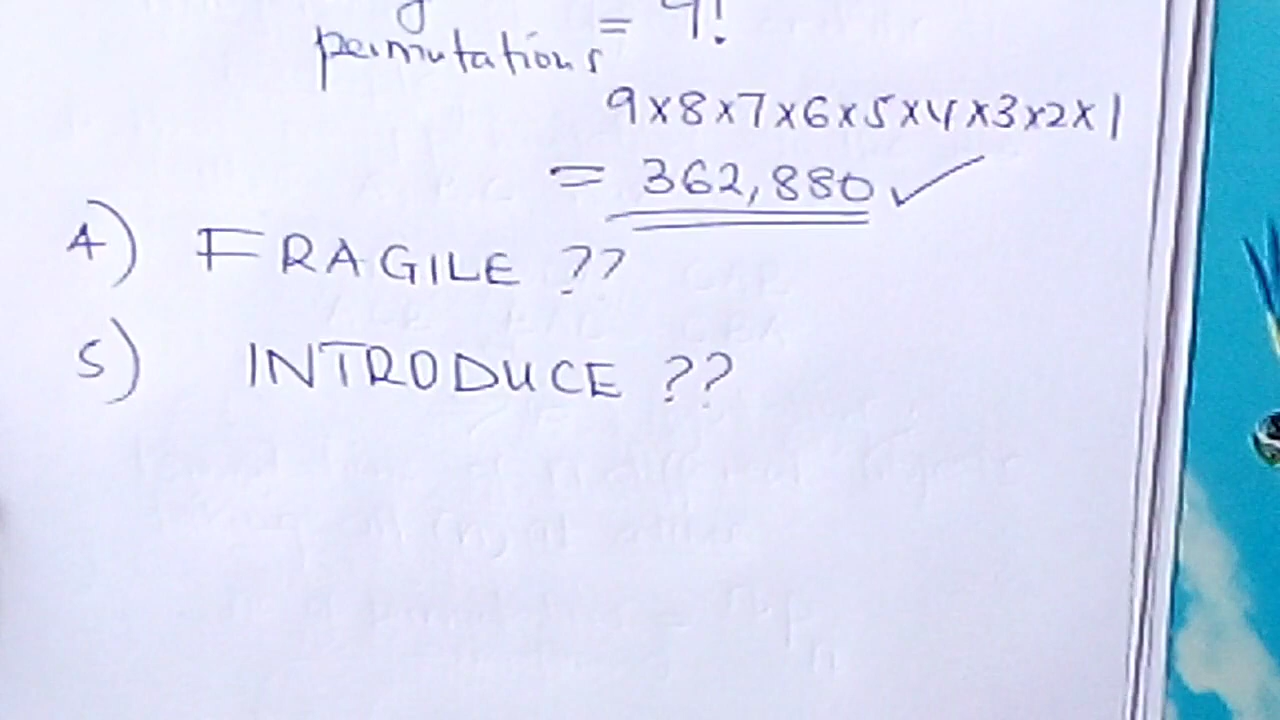 permutations = 9!
9x8x7x6x5x4x3x2x1
= 362,880 ✓
4) FRAGILE ??
5) INTRODUCE ??